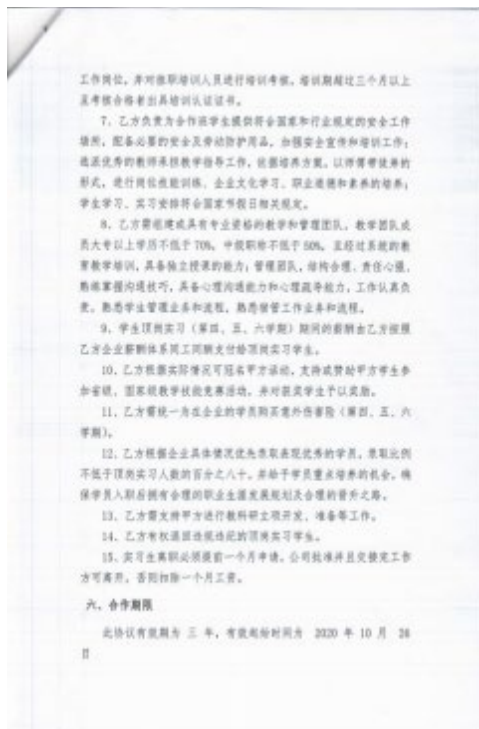 工作岗位，并对推职培训人员进行培训考核，培训期超过三个月以上
且考核合格者出具培训认证证书。
7、乙方负责为合作班学生提供符合国家和行业规定的安全工作
场所，配备必要的安全及劳动防护用品，加强安全宣传和培训工作；
选派优秀的教师承担教学指导工作，依据培养方案，以师傅带徒弟的
形式，进行岗位技能训练、企业文化学习、职业道德和素养的培养；
学生学习、实习安排符合国家节假日相关规定。
8、乙方需组建成具有专业资格的教学和管理团队，教学团队成
员大专以上学历不低于 70%，中级职称不低于 50%，且经过系统的教
育教学培训，具备独立授课的能力；管理团队，结构合理、责任心强，
熟练掌握沟通技巧，具备心理沟通能力和心理疏导能力，工作认真负
责，熟悉学生管理业务和流程，熟悉宿管工作业务和流程。
9、学生顶岗实习（第四、五、六学期）期间的薪酬由乙方按照
乙方企业薪酬体系同工同酬支付给顶岗实习学生。
10、乙方根据实际情况可冠名甲方活动，支持或赞助甲方学生参
加省级、国家级教学技能竞赛活动，并对获奖学生予以奖励。
11、乙方需统一为在企业的学员购买意外伤害险（第四、五、六
学期）。
12、乙方根据企业具体情况优先录取表现优秀的学员，录取比例
不低于顶岗实习人数的百分之八十，并给予学员重点培养的机会，确
保学员入职后拥有合理的职业生涯发展规划及合理的晋升之路。
13、乙方需支持甲方进行教科研立项开发、准备等工作。
14、乙方有权退回违规违纪的顶岗实习学生。
15、实习生离职必须提前一个月申请，公司批准并且交接完工作
方可离开，否则扣除一个月工资。
六、合作期限
此协议有效期为 三 年，有效起始时间为 2020 年 10 月 28
日